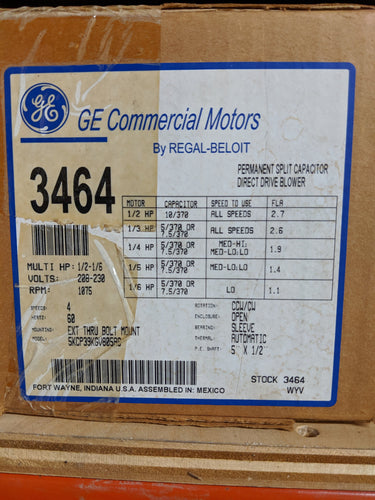 GE
GE Commercial Motors
By REGAL-BELOIT
3464
PERMANENT SPLIT CAPACITOR
DIRECT DRIVE BLOWER
MOTOR CAPACITOR SPEED TO USE FLA
1/2 HP 10/370 ALL SPEEDS 2.7
1/3 HP 5/370 OR 7.5/370 ALL SPEEDS 2.6
1/4 HP 5/370 OR 7.5/370 MED-HI; MED-LO;LO 1.9
1/5 HP 5/370 OR 7.5/370 MED-LO;LO 1.4
1/6 HP 5/370 OR 7.5/370 LO 1.1
MULTI HP: 1/2-1/6
VOLTS: 208-230
RPM: 1075
SPEEDS: 4
HERTZ: 60
MOUNTING: EXT THRU BOLT MOUNT
MODEL: 5KCP39KGV805AC
ROTATION: CCW/CW
ENCLOSURE: OPEN
BEARING: SLEEVE
THERMAL: AUTOMATIC
P.E. SHAFT: 5 X 1/2
FORT WAYNE, INDIANA U.S.A. ASSEMBLED IN: MEXICO
STOCK 3464
WYV